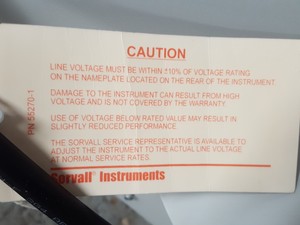 CAUTION
LINE VOLTAGE MUST BE WITHIN ±10% OF VOLTAGE RATING
ON THE NAMEPLATE LOCATED ON THE REAR OF THE INSTRUMENT.
DAMAGE TO THE INSTRUMENT CAN RESULT FROM HIGH
VOLTAGE AND IS NOT COVERED BY THE WARRANTY.
USE OF VOLTAGE BELOW RATED VALUE MAY RESULT IN
SLIGHTLY REDUCED PERFORMANCE
THE SORVALL SERVICE REPRESENTATIVE IS AVAILABLE TO
ADJUST THE INSTRUMENT TO THE ACTUAL LINE VOLTAGE
AT NORMAL SERVICE RATES.
Sorvall® Instruments
PN 55270-1